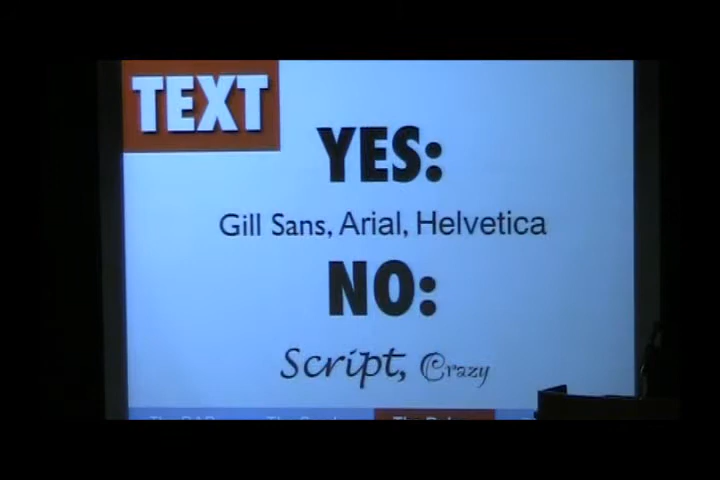 TEXT
YES:
Gill Sans, Arial, Helvetica
NO:
Script, Crazy